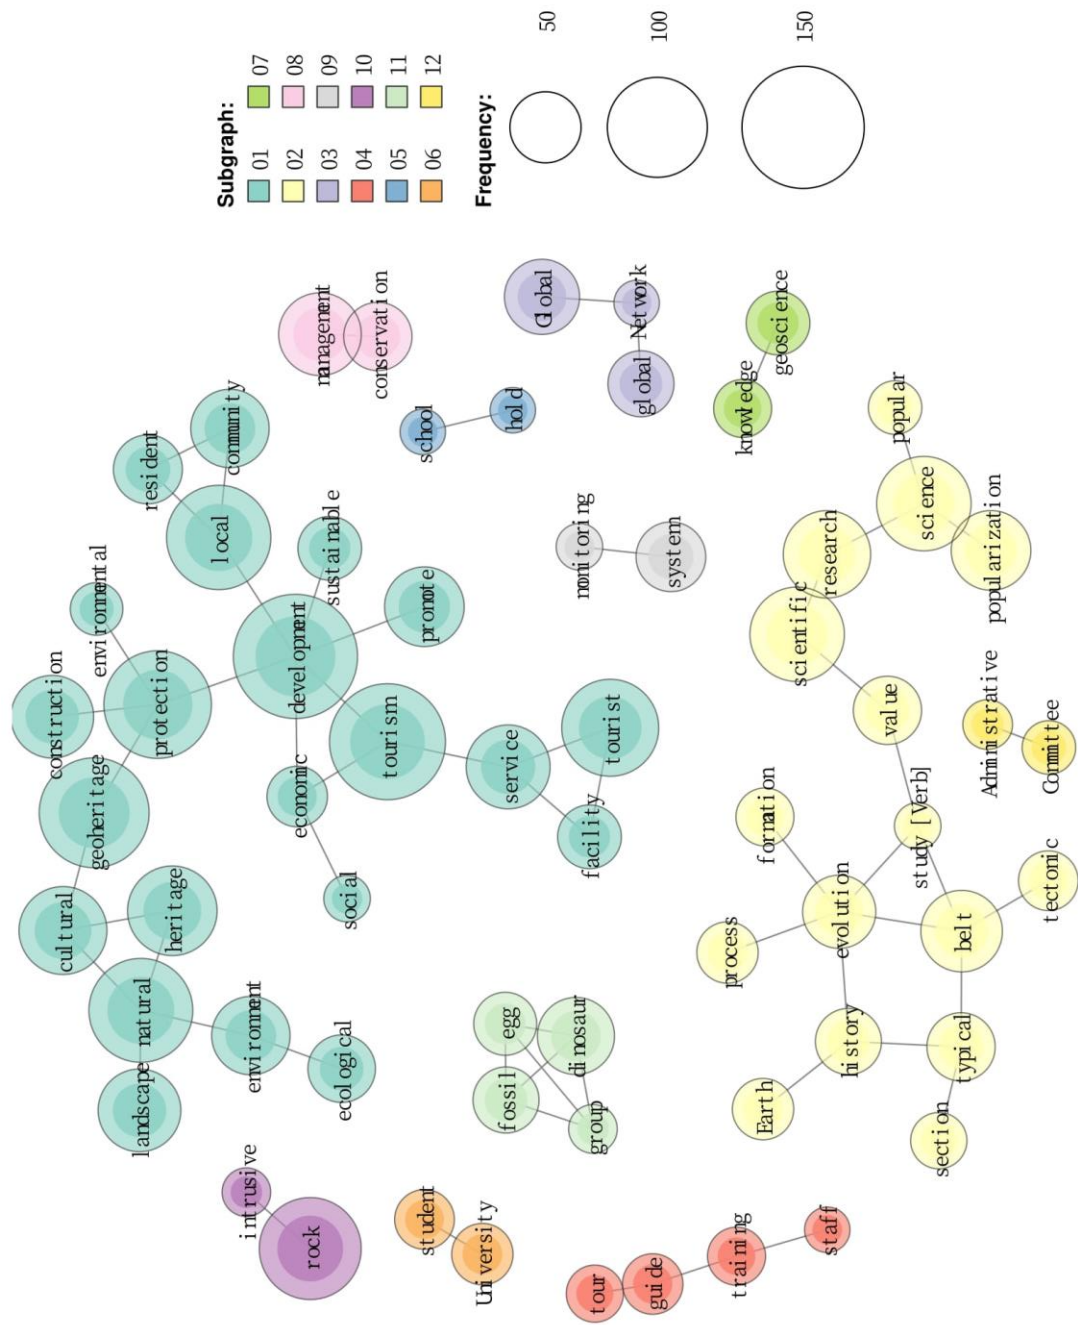 Subgraph:
01 07
02 08
03 09
04 10
05 11
06 12
Frequency:
50
100
150
landscape
natural
cultural
heritage
environment
ecological
geoheritage
construction
protection
environmental
social
economic
development
tourism
sustainable
promote
local
resident
community
service
facility
tourist
management
conservation
school
hold
Global
Network
global
knowledge
geoscience
monitoring
system
intrusive
rock
student
University
tour
guide
training
staff
fossil
egg
dinosaur
group
Earth
history
process
evolution
formation
section
typical
belt
tectonic
study [Verb]
value
scientific
research
science
popular
popularization
Administrative
Committee